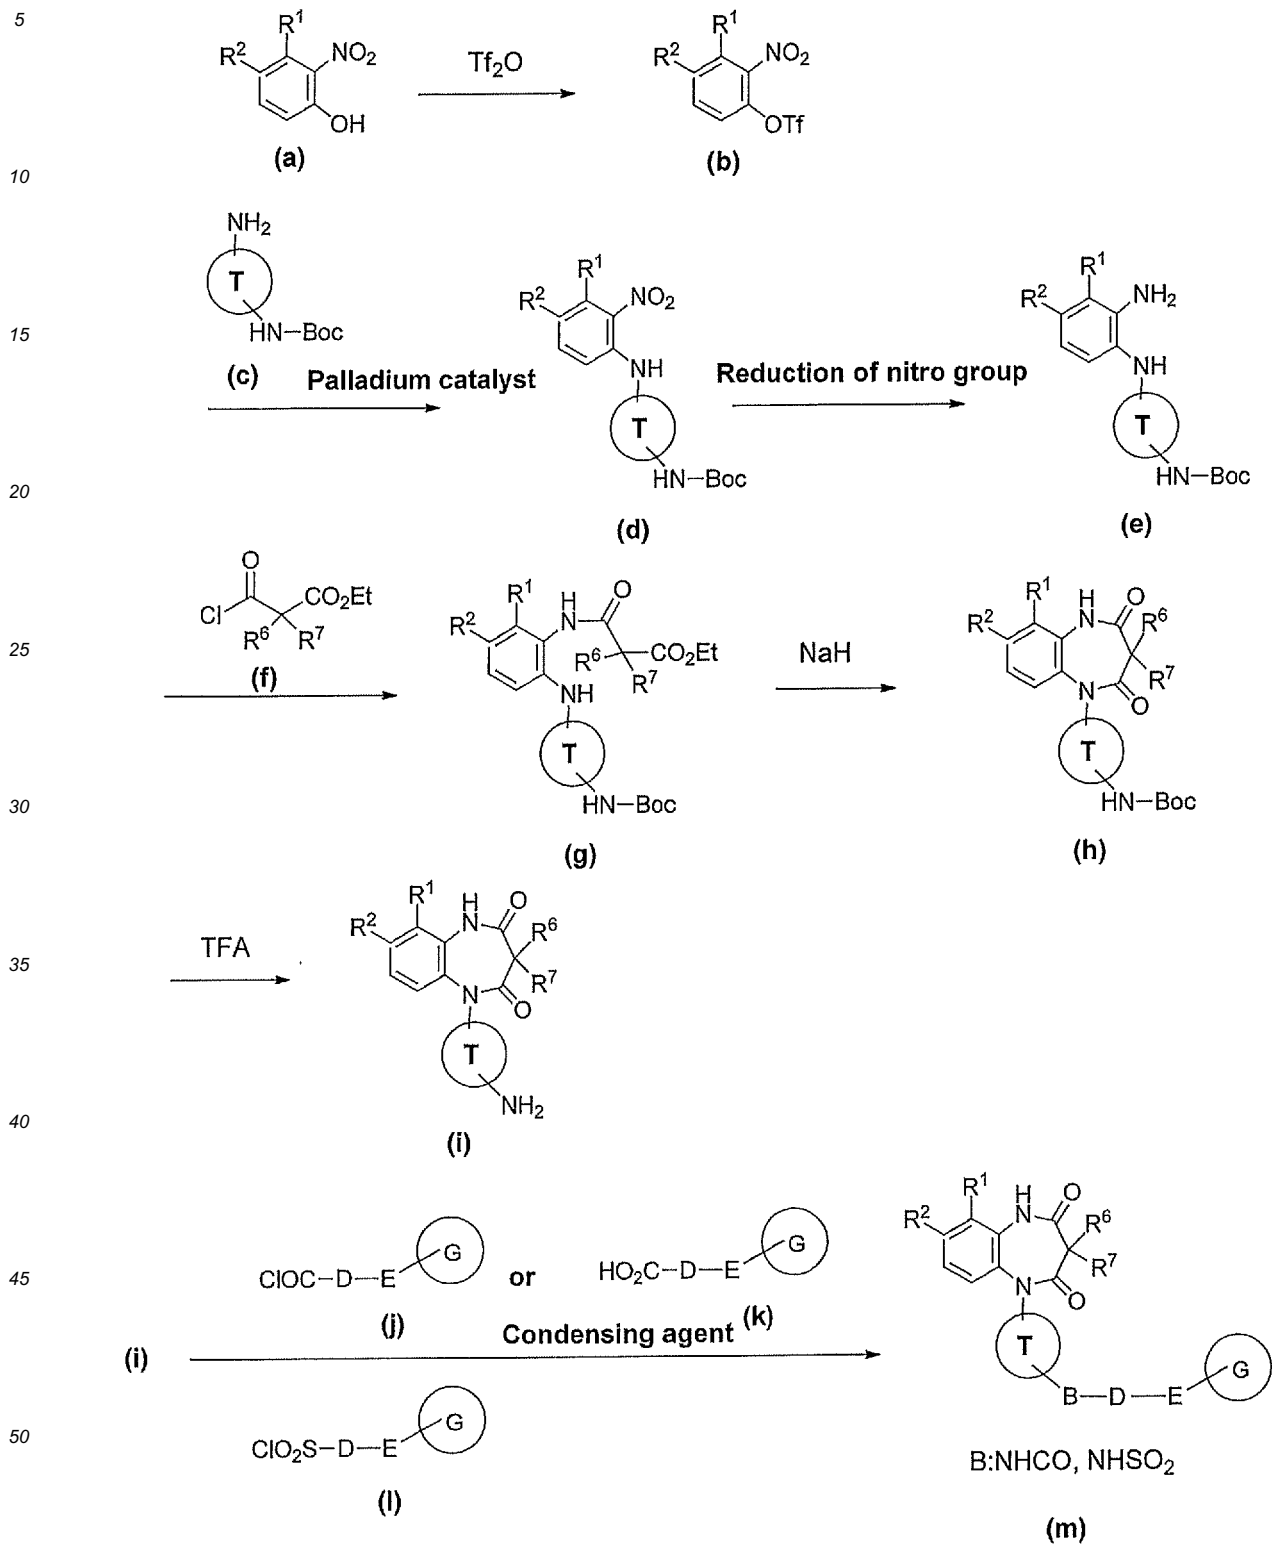 5
R¹
R² NO₂
OH
(a)
Tf₂O
R¹
R² NO₂
OTf
(b)
10
NH₂
T
HN–Boc
(c)
Palladium catalyst
15
R¹
R² NO₂
NH
T
HN–Boc
(d)
Reduction of nitro group
R¹
R² NH₂
NH
T
HN–Boc
(e)
20
O
Cl CO₂Et
R⁶ R⁷
(f)
25
R¹ H O
R² N
R⁶ CO₂Et
NH R⁷
T
HN–Boc
(g)
NaH
R¹ H O
R² N R⁶
R⁷
N O
T
HN–Boc
(h)
30
TFA
35
R¹ H O
R² N R⁶
R⁷
N O
T
NH₂
(i)
40
(i)
45
ClOC–D–E G
(j)
or
HO₂C–D–E G
(k)
Condensing agent
ClO₂S–D–E G
(l)
50
R¹ H O
R² N R⁶
R⁷
N O
T
B–D–E G
B:NHCO, NHSO₂
(m)